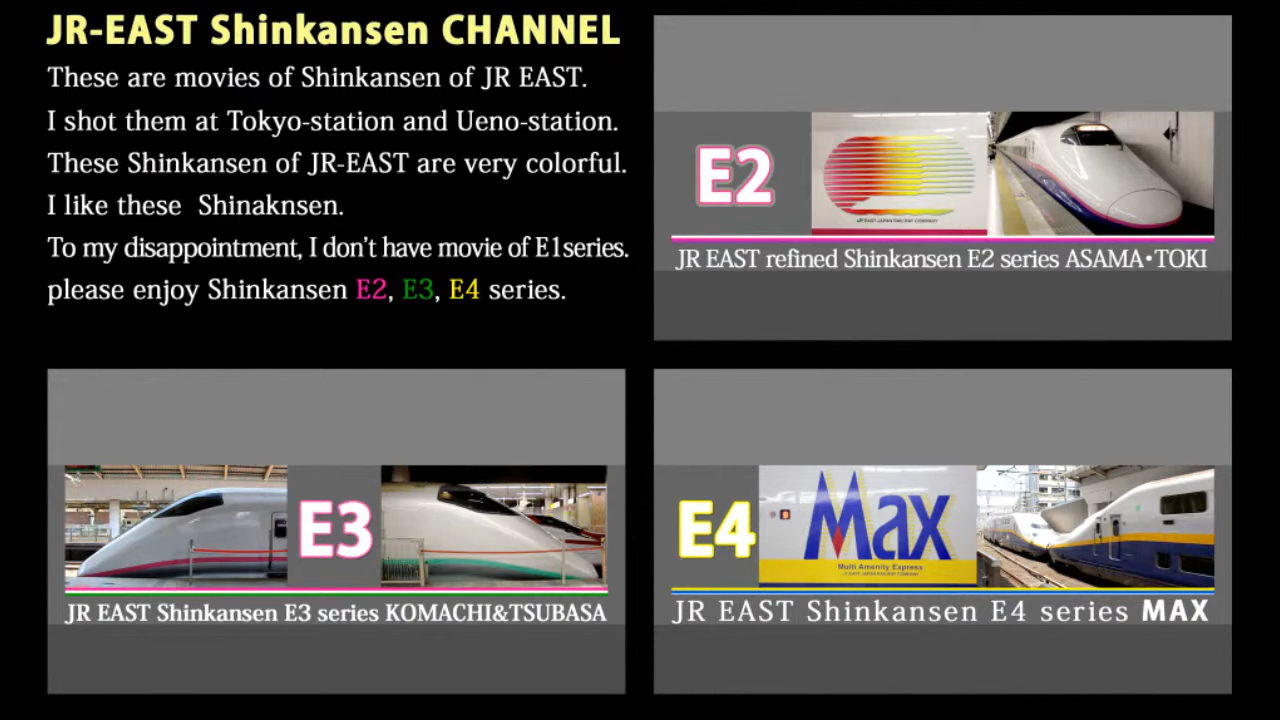 JR-EAST Shinkansen CHANNEL
These are movies of Shinkansen of JR EAST.
I shot them at Tokyo-station and Ueno-station.
These Shinkansen of JR-EAST are very colorful.
I like these Shinaknsen.
To my disappointment, I don't have movie of E1series.
please enjoy Shinkansen E2, E3, E4 series.
E2
JR EAST refined Shinkansen E2 series ASAMA・TOKI
E3
JR EAST Shinkansen E3 series KOMACHI&TSUBASA
E4
Max
Multi Amenity Express
JR EAST Shinkansen E4 series MAX